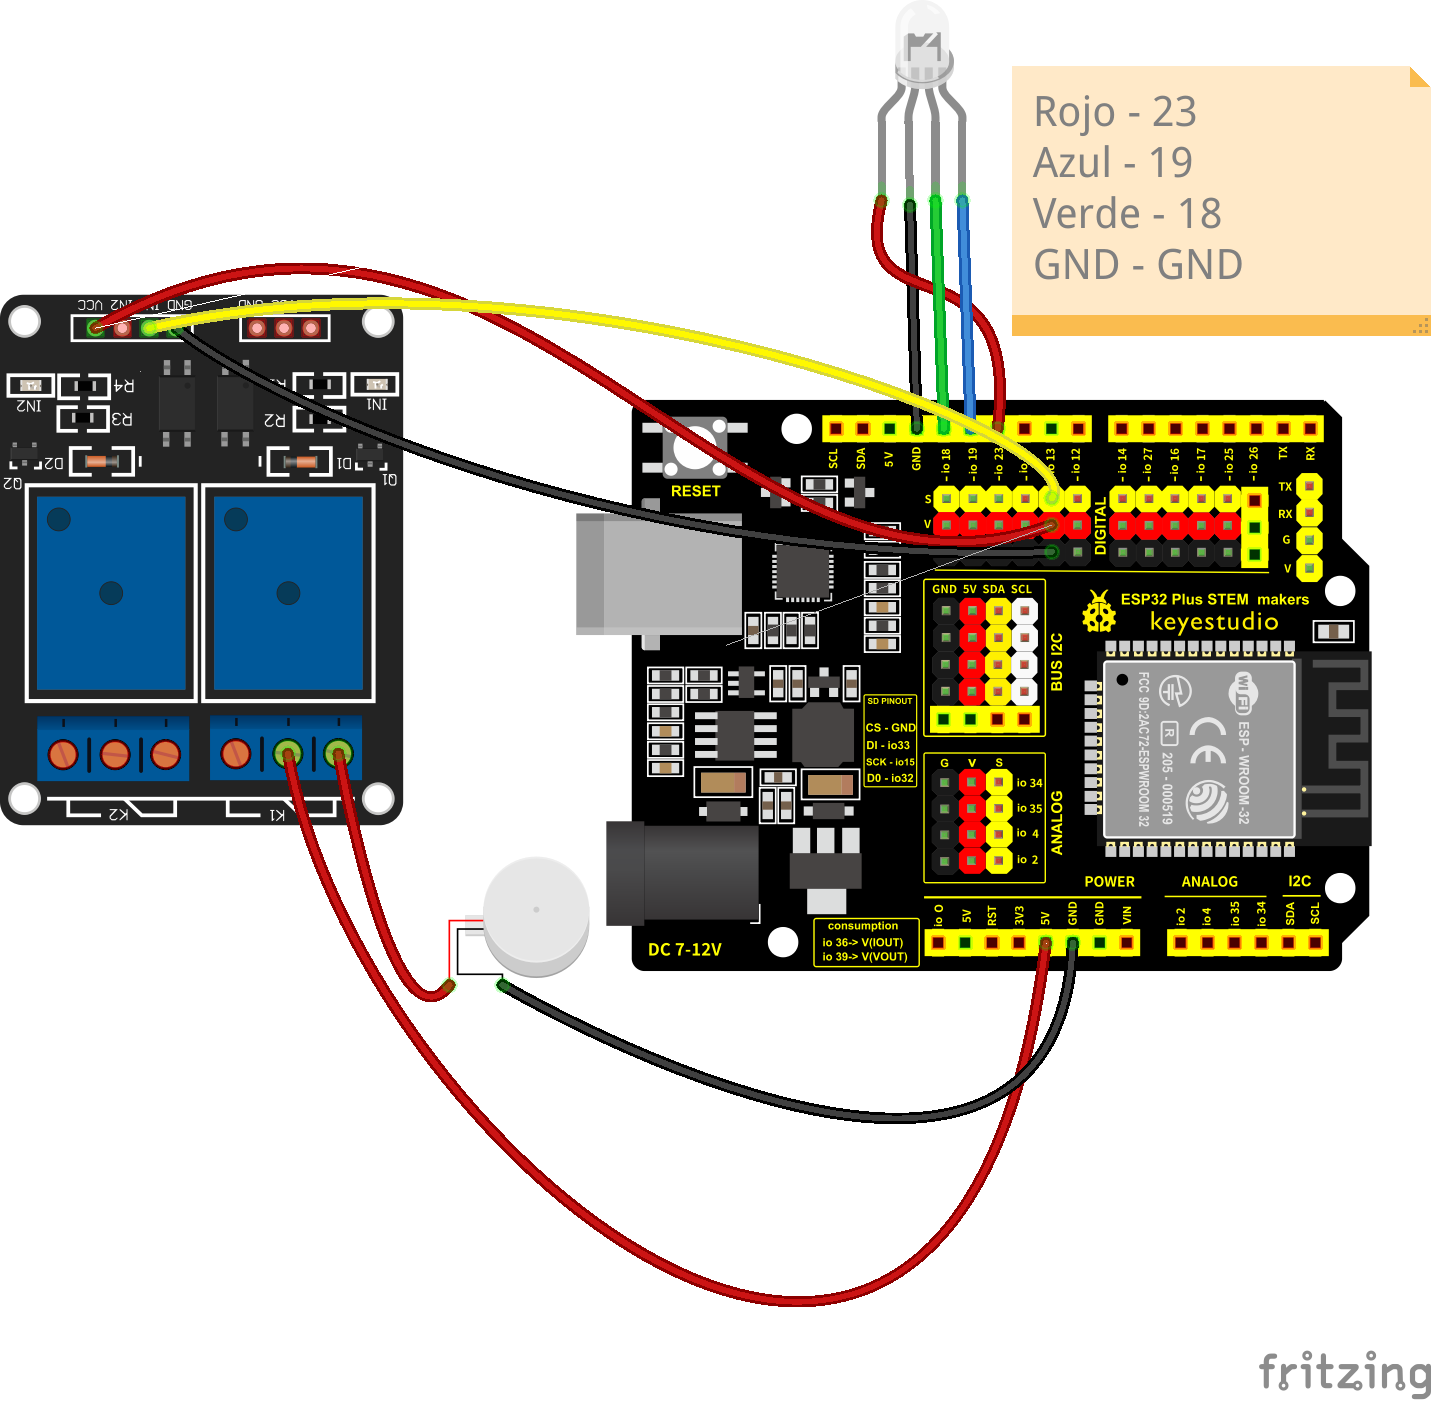 Rojo - 23
Azul - 19
Verde - 18
GND - GND
VCC IN2 GND
GND
R4
IN2
R3
R2
IN1
D2
D1
Q2
Q1
K2
K1
RESET
SCL SDA 5V GND io 18 io 19 io 23 io 13 io 12
io 14 io 27 io 16 io 17 io 25 io 26 TX RX
S
V
DIGITAL
TX
RX
G
V
ESP32 Plus STEM makers
keyestudio
GND 5V SDA SCL
BUS I2C
SD PINOUT
CS - GND
DI - io33
SCK - io15
D0 - io32
G V S
io 34
io 35
io 4
io 2
ANALOG
FCC 9D:2AC72-ESPWROOM 32
R
205 - 000519
CE
WiFi
ESP - WROOM -32
POWER
ANALOG
I2C
io O 5V RST 3V3 5V GND GND VIN
io2 io4 io 35 io 34 SDA SCL
DC 7-12V
consumption
io 36-> V(IOUT)
io 39-> V(VOUT)
fritzing